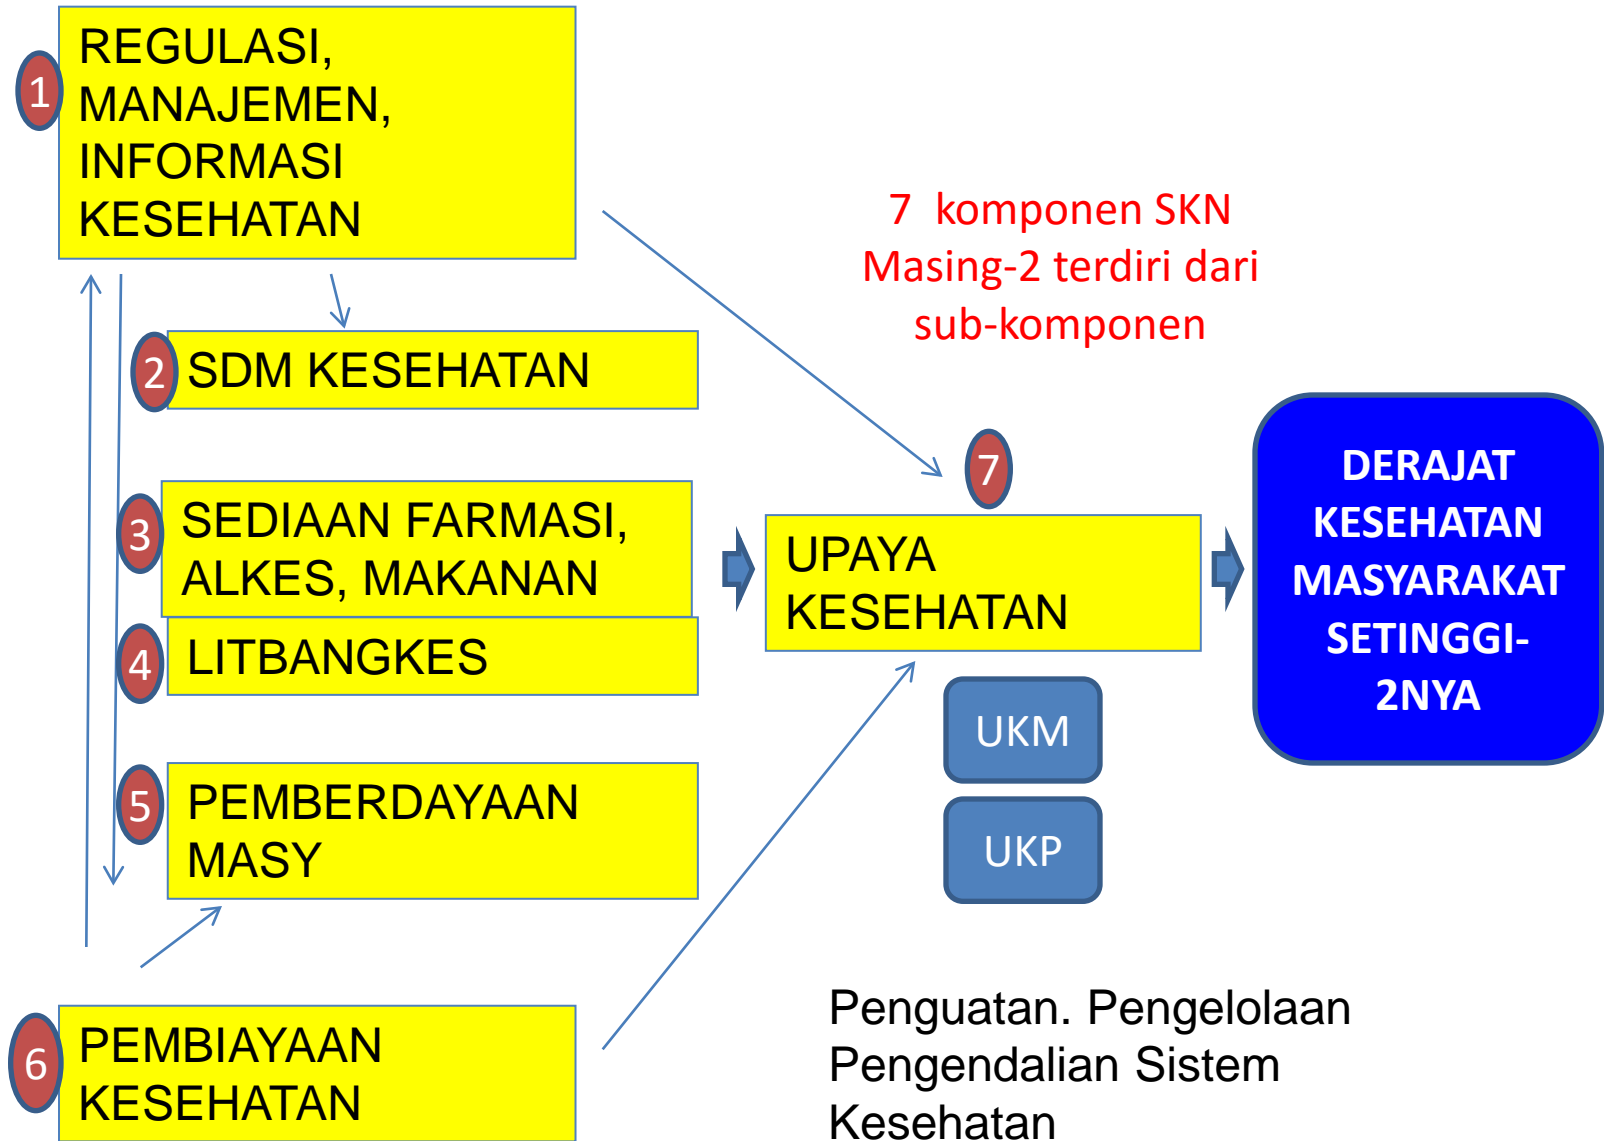 1
REGULASI,
MANAJEMEN,
INFORMASI
KESEHATAN
7 komponen SKN
Masing-2 terdiri dari
sub-komponen
2
SDM KESEHATAN
3
SEDIAAN FARMASI,
ALKES, MAKANAN
4
LITBANGKES
5
PEMBERDAYAAN
MASY
6
PEMBIAYAAN
KESEHATAN
7
UPAYA
KESEHATAN
UKM
UKP
DERAJAT
KESEHATAN
MASYARAKAT
SETINGGI-
2NYA
Penguatan. Pengelolaan
Pengendalian Sistem
Kesehatan